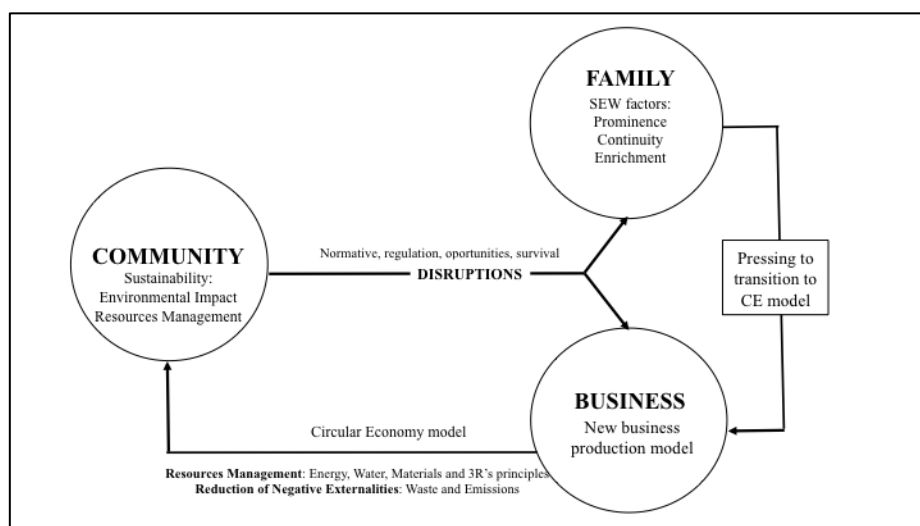 FAMILY
SEW factors:
Prominence
Continuity
Enrichment
COMMUNITY
Sustainability:
Environmental Impact
Resources Management
Normative, regulation, oportunities, survival
DISRUPTIONS
Pressing to
transition to
CE model
BUSINESS
New business
production model
Circular Economy model
Resources Management: Energy, Water, Materials and 3R's principles
Reduction of Negative Externalities: Waste and Emissions